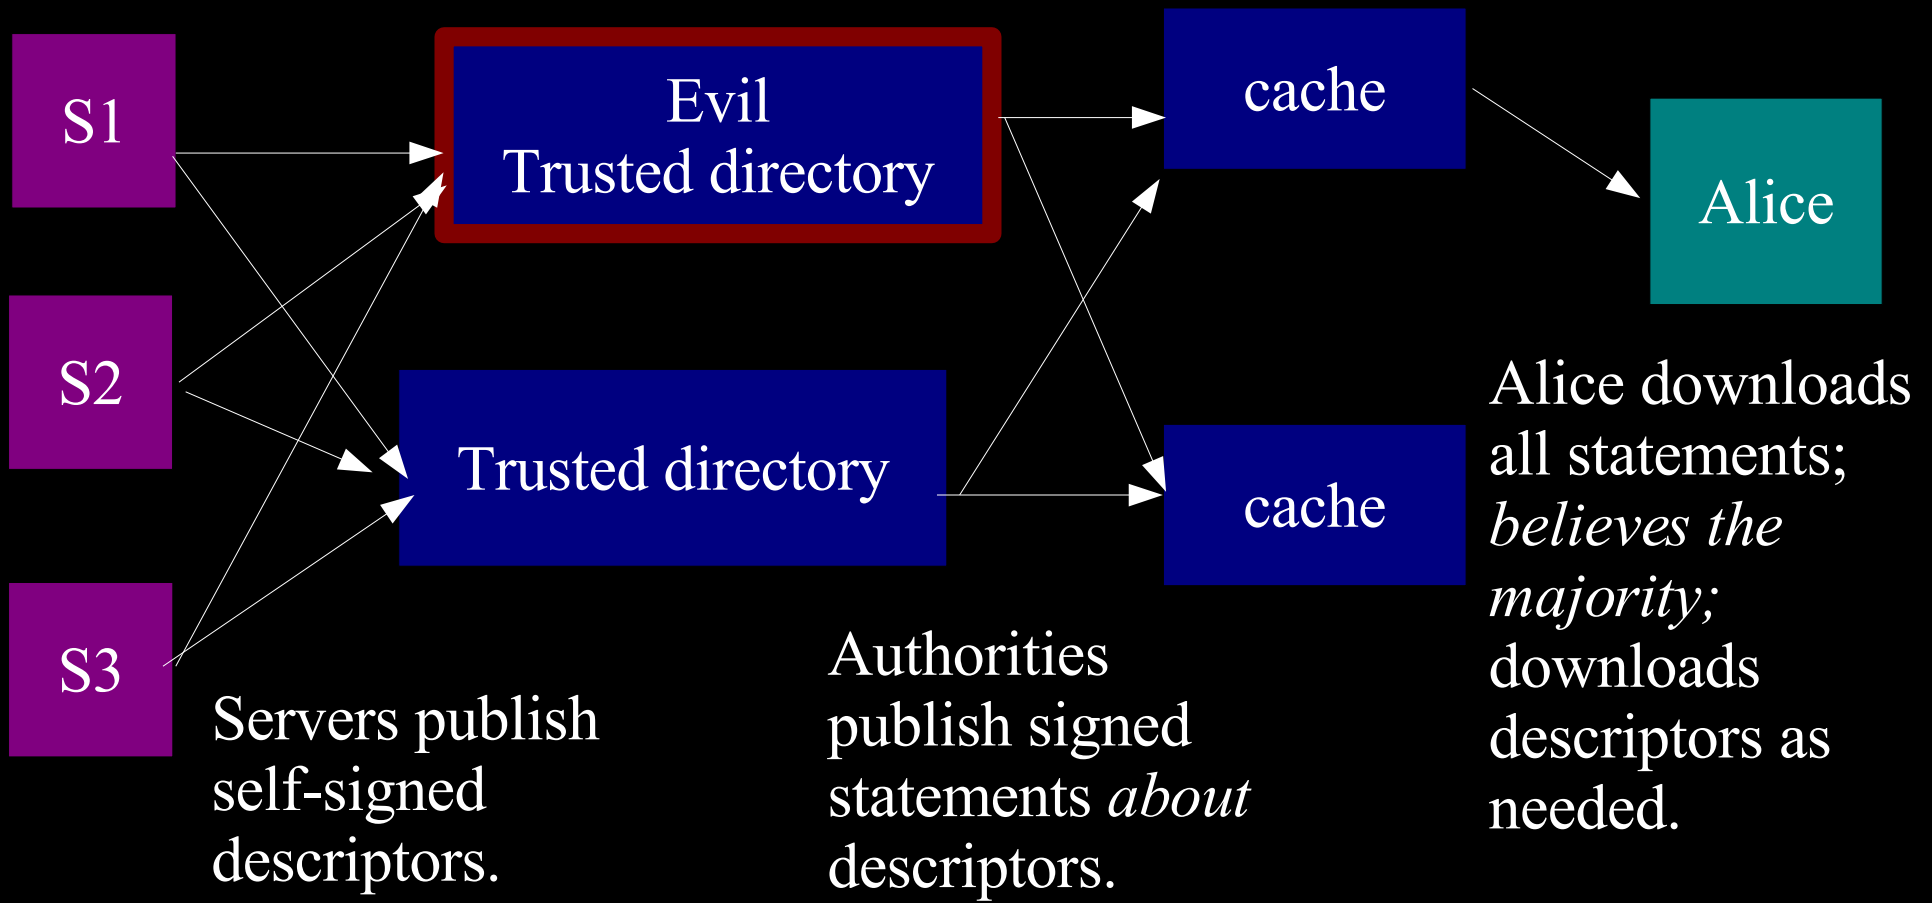 S1
Evil
Trusted directory
cache
Alice
S2
Trusted directory
cache
S3
Servers publish
self-signed
descriptors.
Authorities
publish signed
statements about
descriptors.
Alice downloads
all statements;
believes the
majority;
downloads
descriptors as
needed.